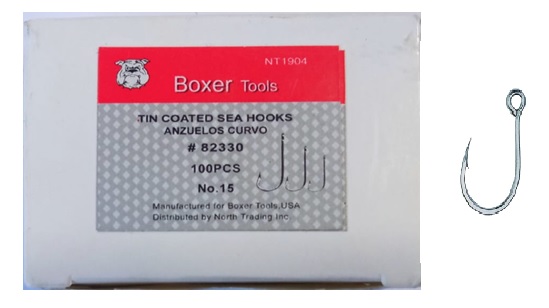 NT1904
Boxer Tools
TIN COATED SEA HOOKS
ANZUELOS CURVO
# 82330
100PCS
No.15
Manufactured for Boxer Tools,USA
Distributed by North Trading Inc.